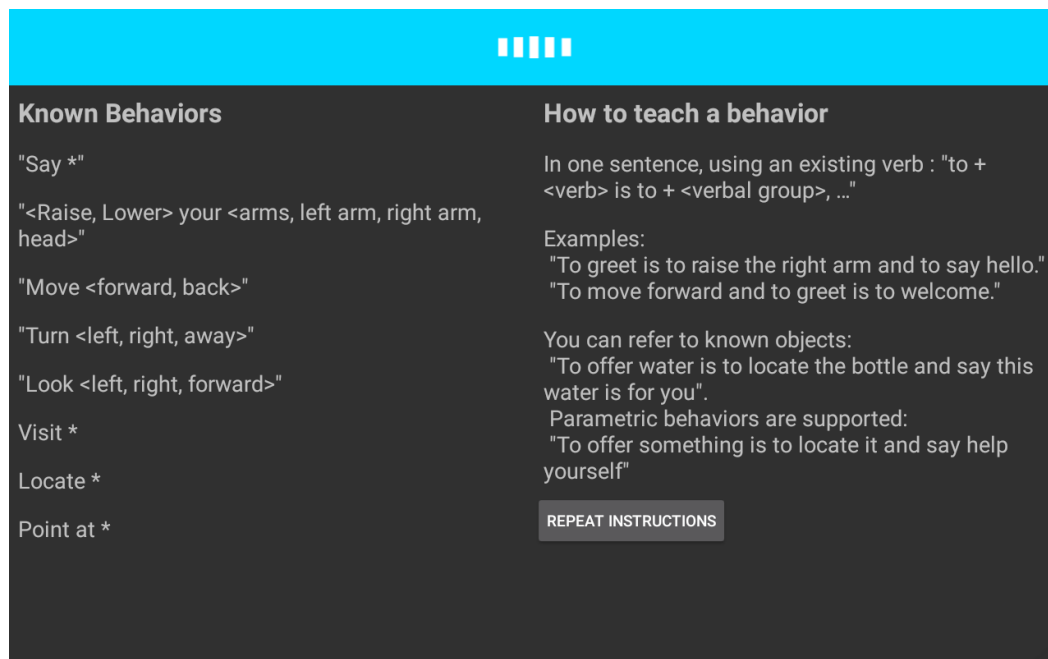 Known Behaviors
"Say *"
"<Raise, Lower> your <arms, left arm, right arm,
head>"
"Move <forward, back>"
"Turn <left, right, away>"
"Look <left, right, forward>"
Visit *
Locate *
Point at *
How to teach a behavior
In one sentence, using an existing verb : "to +
<verb> is to + <verbal group>, ..."
Examples:
"To greet is to raise the right arm and to say hello."
"To move forward and to greet is to welcome."
You can refer to known objects:
"To offer water is to locate the bottle and say this
water is for you".
Parametric behaviors are supported:
"To offer something is to locate it and say help
yourself"
REPEAT INSTRUCTIONS